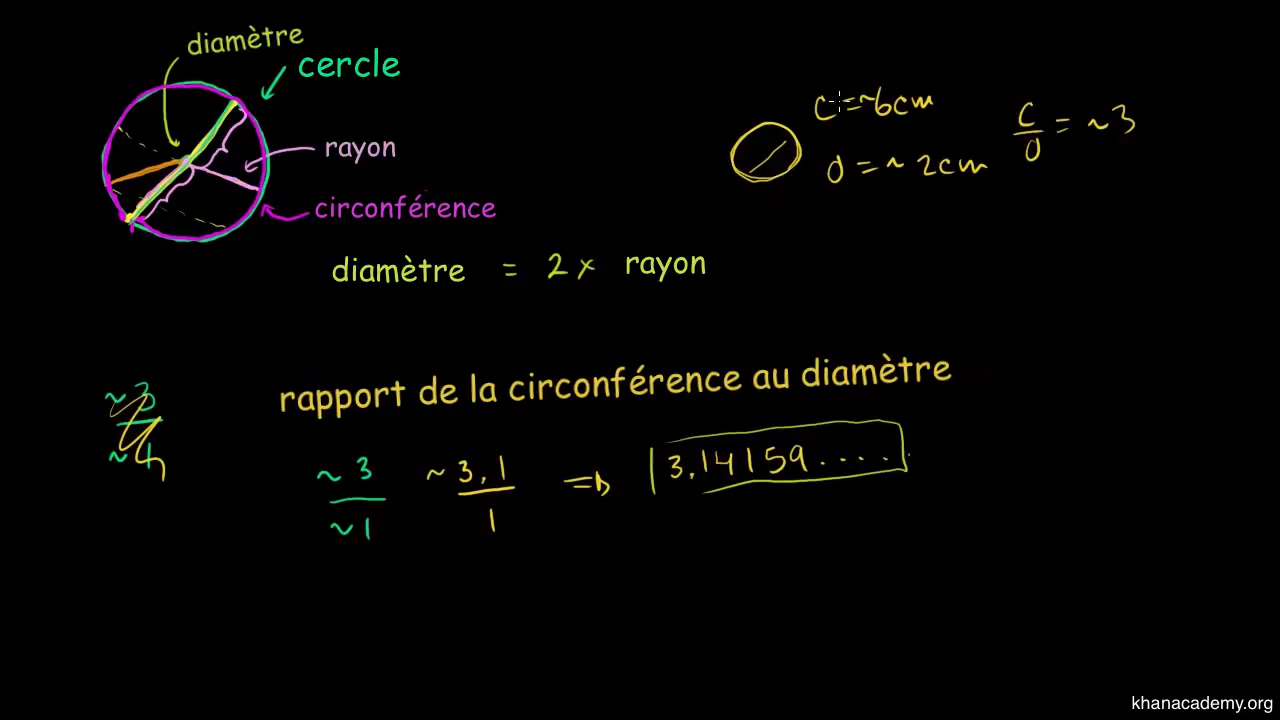 diamètre
cercle
rayon
circonférence
diamètre = 2 x rayon
c = ~6cm
D = ~ 2cm
c/D = ~3
rapport de la circonférence au diamètre
~3/~1
~3/~1
~3,1/1
⇒ 3,14159....
khanacademy.org